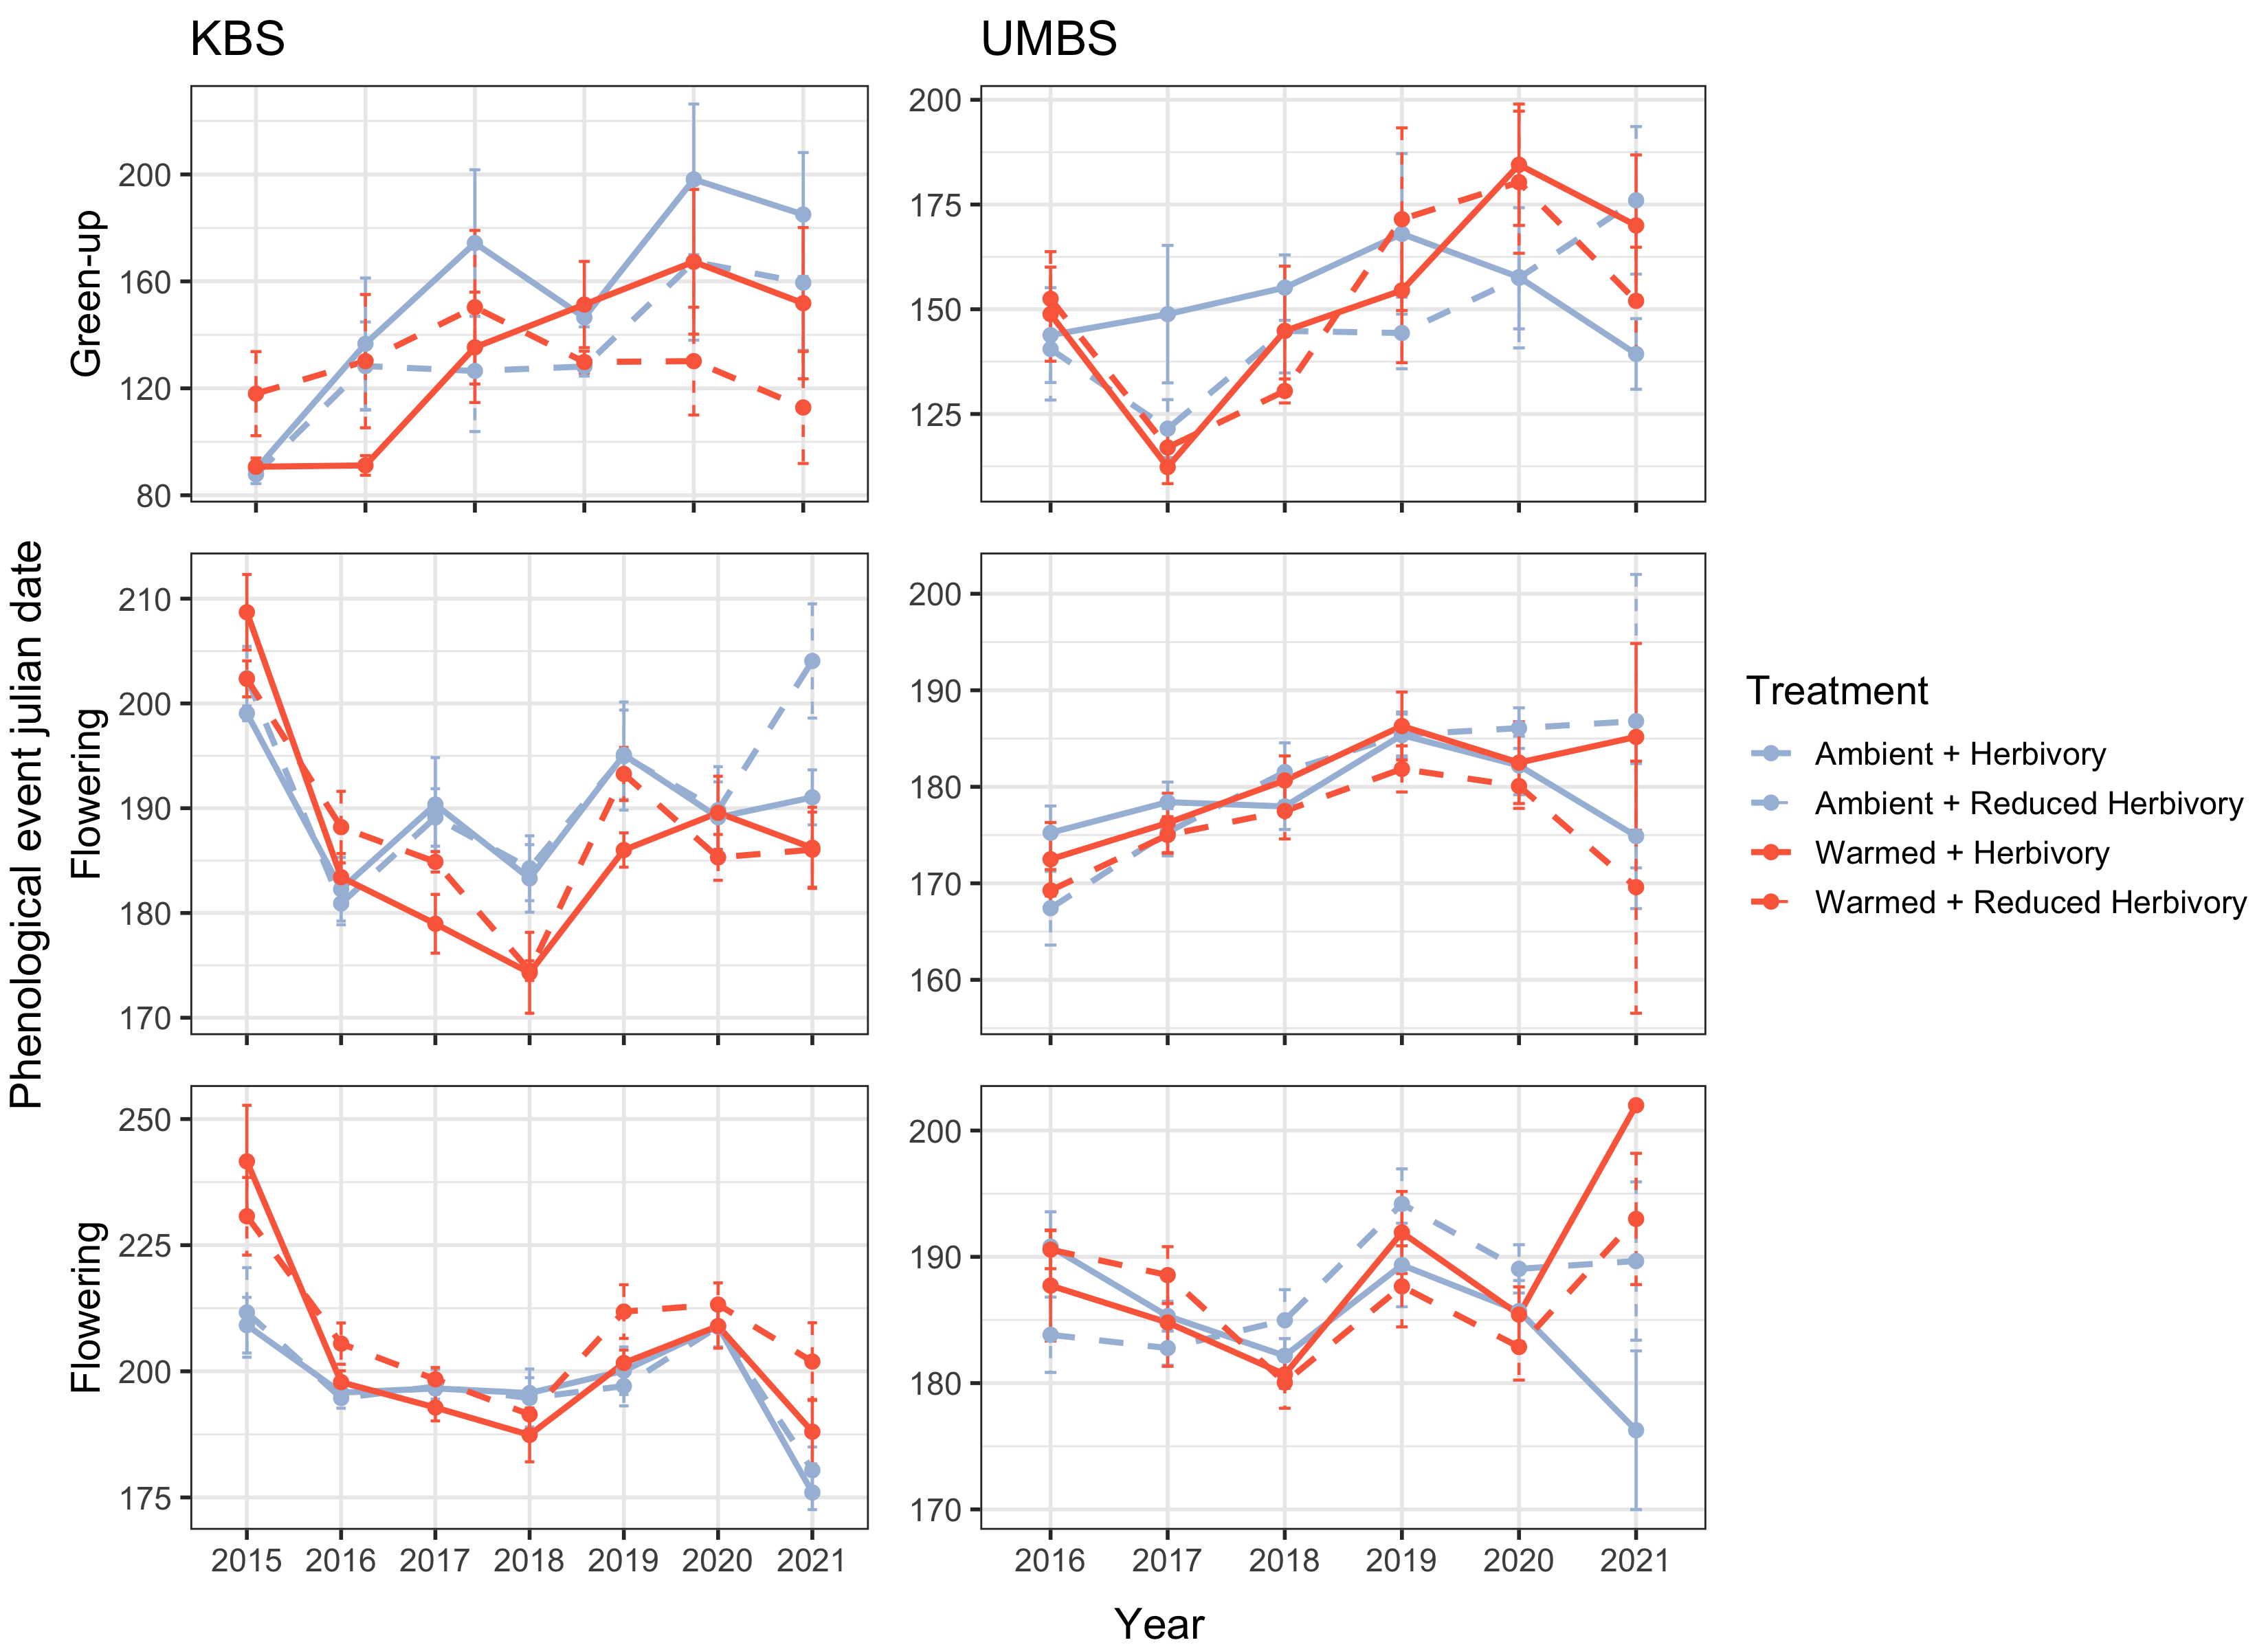 KBS
UMBS
Phenological event julian date
Green-up
200
160
120
80
200
175
150
125
Flowering
210
200
190
180
170
200
190
180
170
160
Flowering
250
225
200
175
200
190
180
170
2015 2016 2017 2018 2019 2020 2021
2016 2017 2018 2019 2020 2021
Year
Treatment
Ambient + Herbivory
Ambient + Reduced Herbivory
Warmed + Herbivory
Warmed + Reduced Herbivory